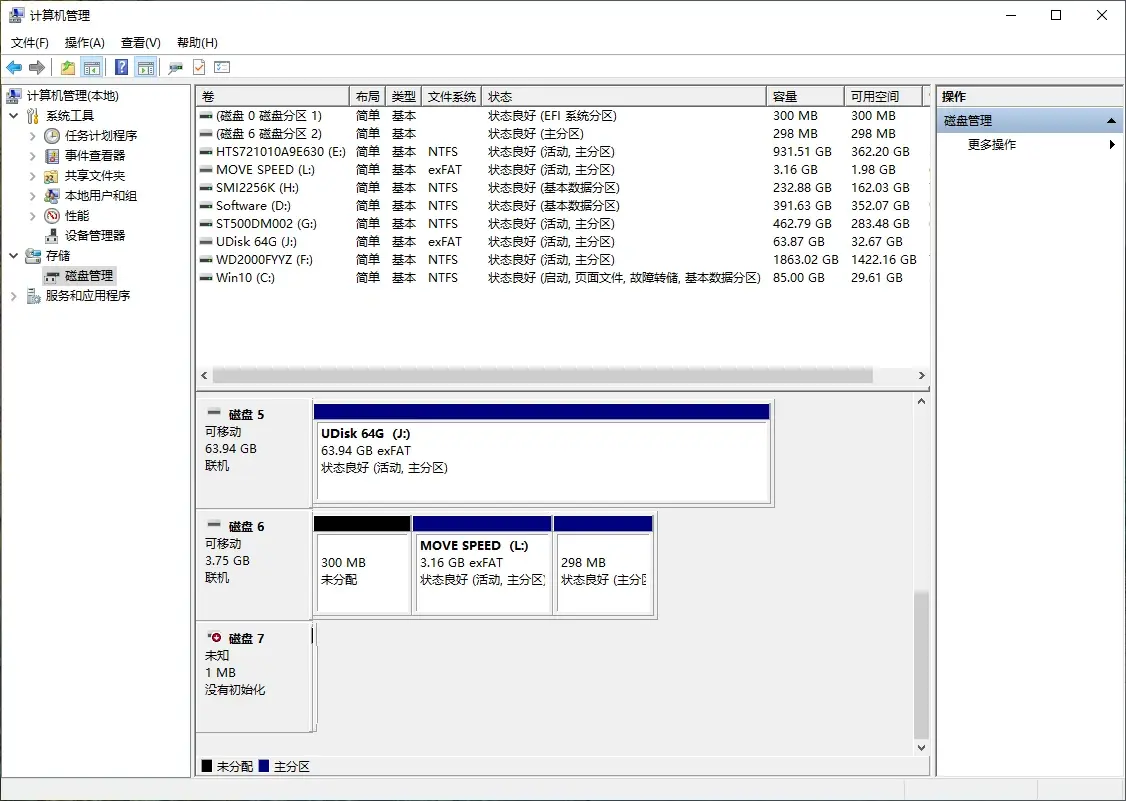 计算机管理
文件(F) 操作(A) 查看(V) 帮助(H)
计算机管理(本地)
系统工具
任务计划程序
事件查看器
共享文件夹
本地用户和组
性能
设备管理器
存储
磁盘管理
服务和应用程序
卷 布局 类型 文件系统 状态 容量 可用空间
(磁盘 0 磁盘分区 1) 简单 基本 状态良好 (EFI 系统分区) 300 MB 300 MB
(磁盘 6 磁盘分区 2) 简单 基本 状态良好 (主分区) 298 MB 298 MB
HTS721010A9E630 (E:) 简单 基本 NTFS 状态良好 (活动, 主分区) 931.51 GB 362.20 GB
MOVE SPEED (L:) 简单 基本 exFAT 状态良好 (活动, 主分区) 3.16 GB 1.98 GB
SMI2256K (H:) 简单 基本 NTFS 状态良好 (基本数据分区) 232.88 GB 162.03 GB
Software (D:) 简单 基本 NTFS 状态良好 (基本数据分区) 391.63 GB 352.07 GB
ST500DM002 (G:) 简单 基本 NTFS 状态良好 (活动, 主分区) 462.79 GB 283.48 GB
UDisk 64G (J:) 简单 基本 exFAT 状态良好 (活动, 主分区) 63.87 GB 32.67 GB
WD2000FYYZ (F:) 简单 基本 NTFS 状态良好 (活动, 主分区) 1863.02 GB 1422.16 GB
Win10 (C:) 简单 基本 NTFS 状态良好 (启动, 页面文件, 故障转储, 基本数据分区) 85.00 GB 29.61 GB
磁盘 5
可移动
63.94 GB
联机
UDisk 64G (J:)
63.94 GB exFAT
状态良好 (活动, 主分区)
磁盘 6
可移动
3.75 GB
联机
300 MB
未分配
MOVE SPEED (L:)
3.16 GB exFAT
状态良好 (活动, 主分区)
298 MB
状态良好 (主分区
磁盘 7
未知
1 MB
没有初始化
未分配 主分区
操作
磁盘管理
更多操作